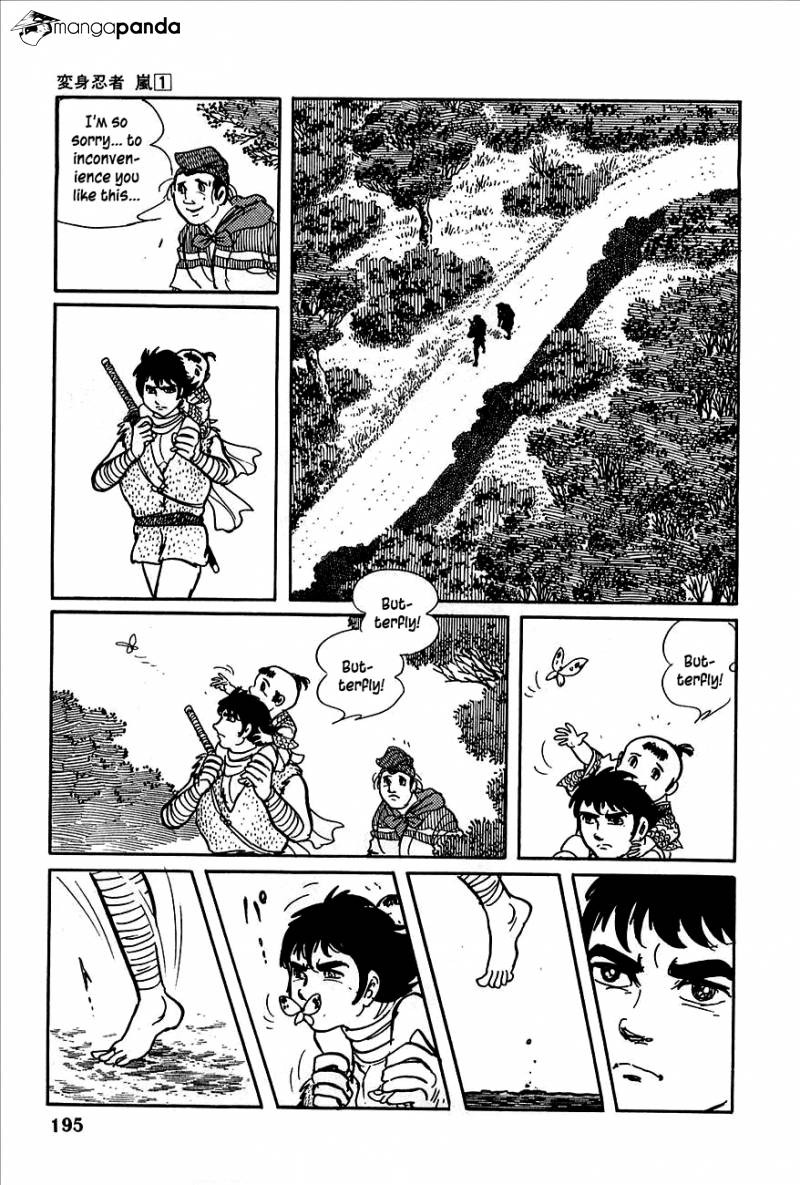 mangapanda
変身忍者 嵐1
I'm so
sorry... to
inconven-
ience you
like this...
But-
terfly!
But-
terfly!
But-
terfly!
パ
195